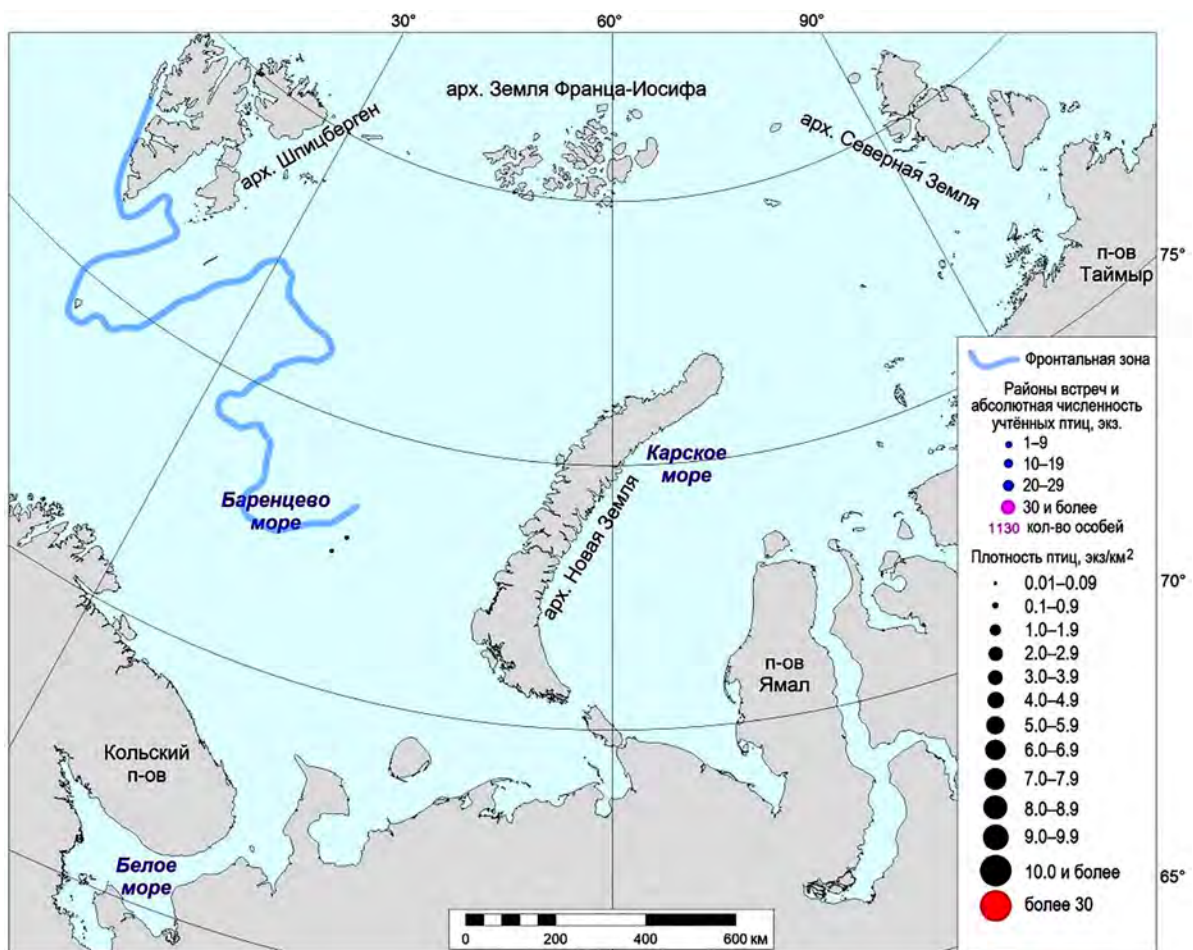 30°
60°
90°
арх. Земля Франца-Иосифа
арх. Шпицберген
арх. Северная Земля
п-ов
Таймыр
75°
Карское
море
Баренцево
море
арх. Новая Земля
70°
п-ов
Ямал
Кольский
п-ов
Белое
море
65°
Фронтальная зона
Районы встреч и
абсолютная численность
учтённых птиц, экз.
1–9
10–19
20–29
30 и более
1130 кол-во особей
Плотность птиц, экз/км²
0.01–0.09
0.1–0.9
1.0–1.9
2.0–2.9
3.0–3.9
4.0–4.9
5.0–5.9
6.0–6.9
7.0–7.9
8.0–8.9
9.0–9.9
10.0 и более
более 30
0 200 400 600 км